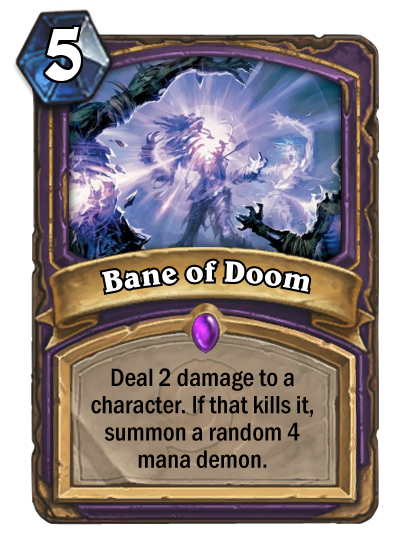 5
Bane of Doom
Deal 2 damage to a
character. If that kills it,
summon a random 4
mana demon.